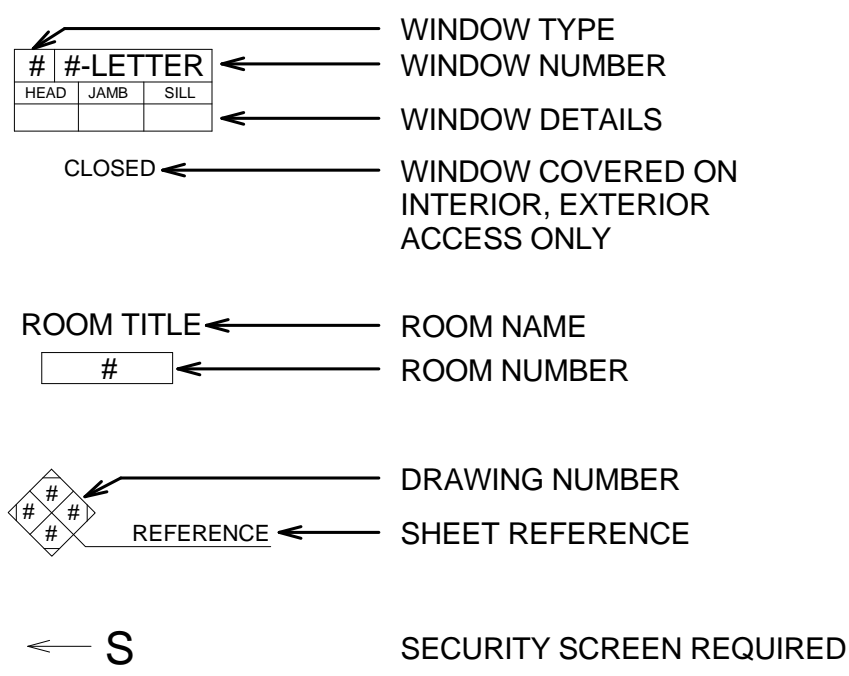 WINDOW TYPE
# #-LETTER WINDOW NUMBER
HEAD JAMB SILL
WINDOW DETAILS
CLOSED WINDOW COVERED ON
INTERIOR, EXTERIOR
ACCESS ONLY
ROOM TITLE ROOM NAME
# ROOM NUMBER
DRAWING NUMBER
#
# #
#
REFERENCE SHEET REFERENCE
S SECURITY SCREEN REQUIRED